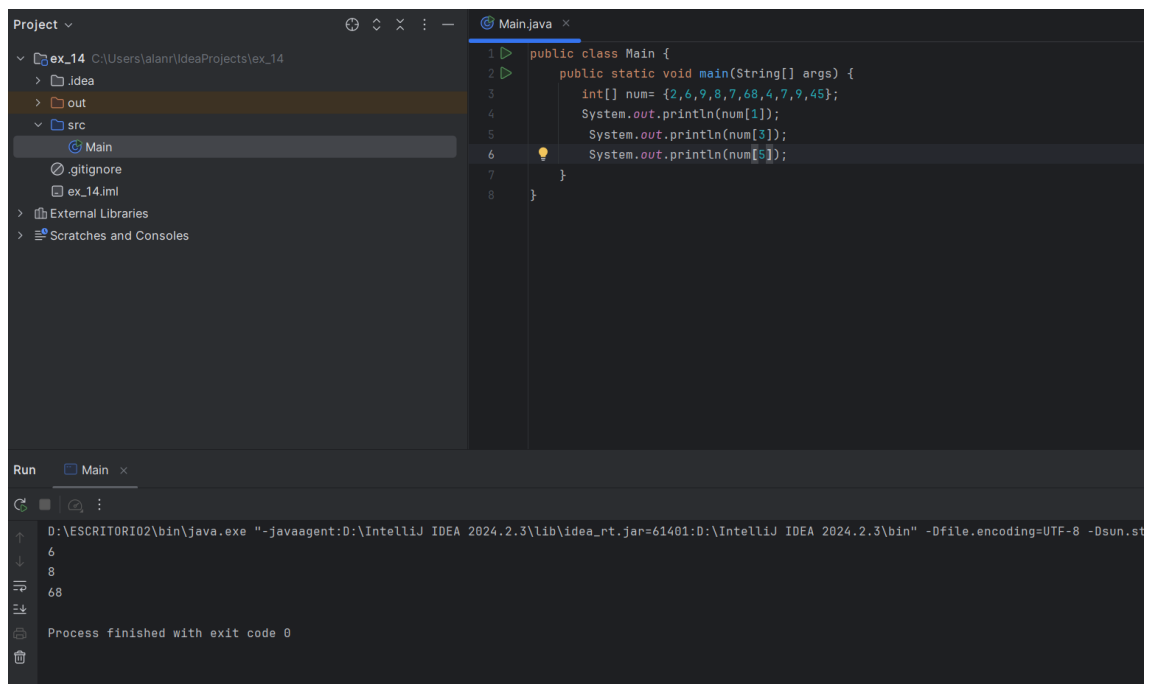 Project
ex_14 C:\Users\alanr\IdeaProjects\ex_14
.idea
out
src
Main
.gitignore
ex_14.iml
External Libraries
Scratches and Consoles
Main.java
1 public class Main {
2 public static void main(String[] args) {
3 int[] num= {2,6,9,8,7,68,4,7,9,45};
4 System.out.println(num[1]);
5 System.out.println(num[3]);
6 System.out.println(num[5]);
7 }
8 }
Run Main
D:\ESCRITORIO2\bin\java.exe "-javaagent:D:\IntelliJ IDEA 2024.2.3\lib\idea_rt.jar=61401:D:\IntelliJ IDEA 2024.2.3\bin" -Dfile.encoding=UTF-8 -Dsun.st
6
8
68
Process finished with exit code 0